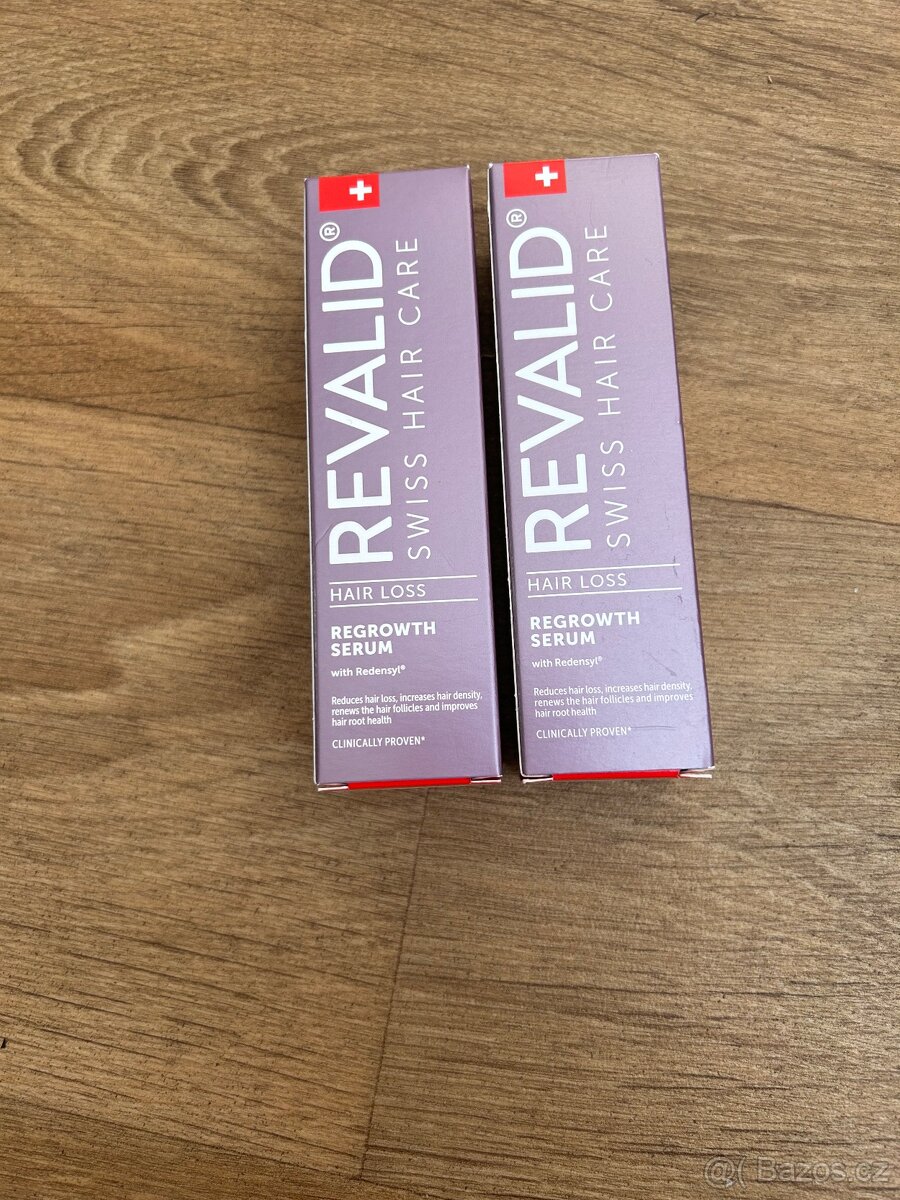 REVALID®
SWISS HAIR CARE
HAIR LOSS
REGROWTH
SERUM
with Redensyl®
Reduces hair loss, increases hair density,
renews the hair follicles and improves
hair root health
CLINICALLY PROVEN*
REVALID®
SWISS HAIR CARE
HAIR LOSS
REGROWTH
SERUM
with Redensyl®
Reduces hair loss, increases hair density,
renews the hair follicles and improves
hair root health
CLINICALLY PROVEN*
@( Bazos.cz